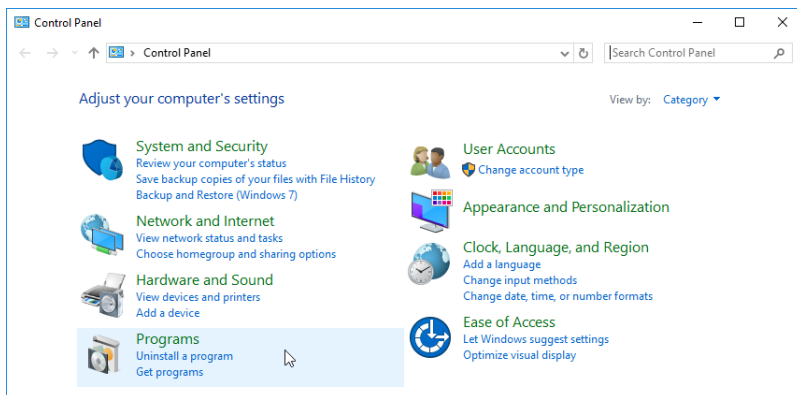 Control Panel
Control Panel
Search Control Panel
Adjust your computer's settings
View by: Category
System and Security
Review your computer's status
Save backup copies of your files with File History
Backup and Restore (Windows 7)
Network and Internet
View network status and tasks
Choose homegroup and sharing options
Hardware and Sound
View devices and printers
Add a device
Programs
Uninstall a program
Get programs
User Accounts
Change account type
Appearance and Personalization
Clock, Language, and Region
Add a language
Change input methods
Change date, time, or number formats
Ease of Access
Let Windows suggest settings
Optimize visual display